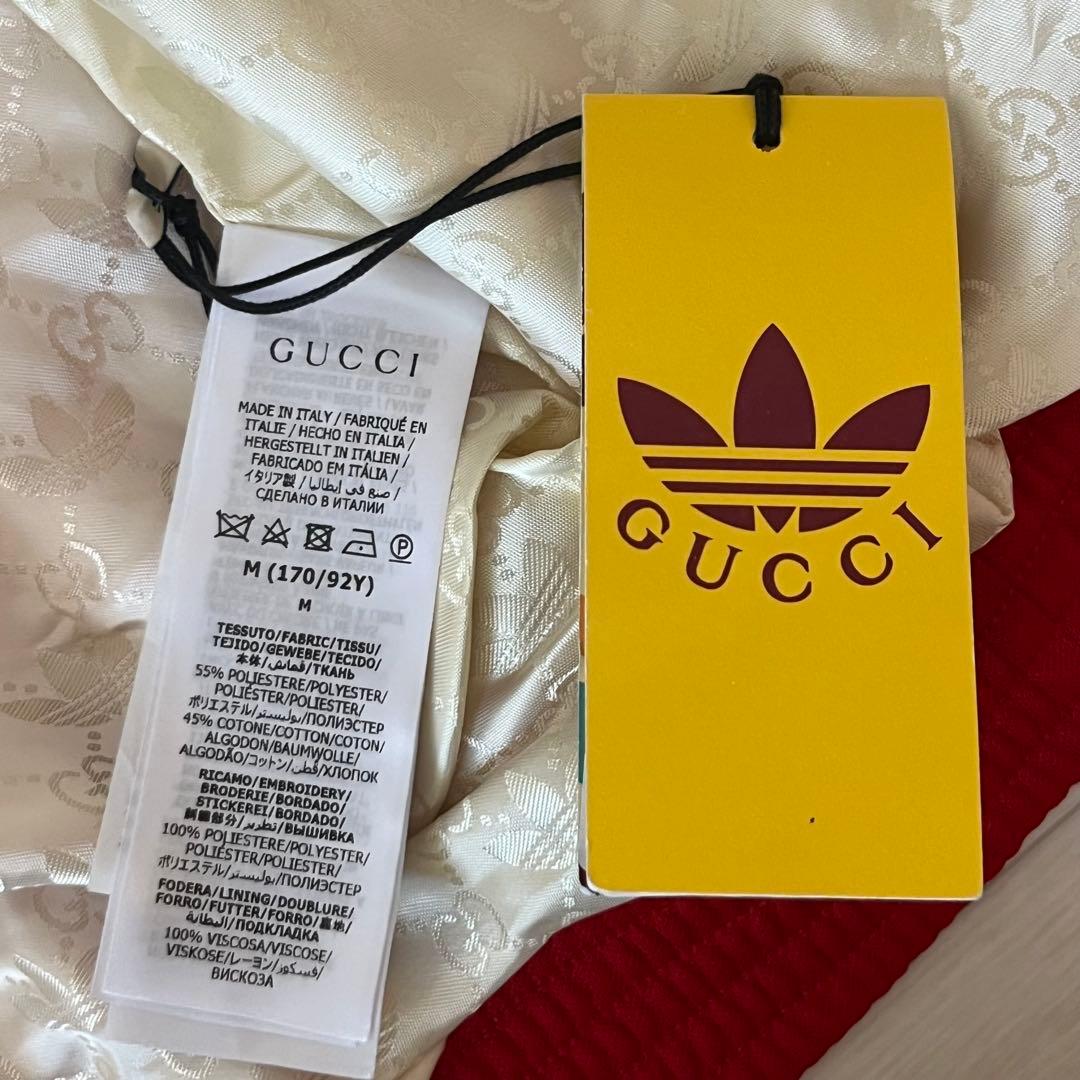 GUCCI
MADE IN ITALY / FABRIQUÉ EN
ITALIE / HECHO EN ITALIA /
HERGESTELLT IN ITALIEN /
FABRICADO EM ITÁLIA /
イタリア製 / صنع في إيطاليا /
СДЕЛАНО В ИТАЛИИ
P
M (170/92Y)
M
TESSUTO/FABRIC/TISSU/
TEJIDO/GEWEBE/TECIDO/
本体/قماش/ТКАНЬ
55% POLIESTERE/POLYESTER/
POLIÉSTER/POLIESTER/
ポリエステル/بوليستر/ПОЛИЭСТЕР
45% COTONE/COTTON/COTON/
ALGODON/BAUMWOLLE/
ALGODÃO/コットン/قطن/ХЛОПОК
RICAMO/EMBROIDERY/
BRODERIE/BORDADO/
STICKEREI/BORDADO/
刺繍部分/تطريز/ВЫШИВКА
100% POLIESTERE/POLYESTER/
POLIÉSTER/POLIESTER/
ポリエステル/بوليستر/ПОЛИЭСТЕР
FODERA/LINING/DOUBLURE/
FORRO/FUTTER/FORRO/裏地/
البطانة/ПОДКЛАДКА
100% VISCOSA/VISCOSE/
VISKOSE/レーヨン/فسكوز/
ВИСКОЗА
GUCCI